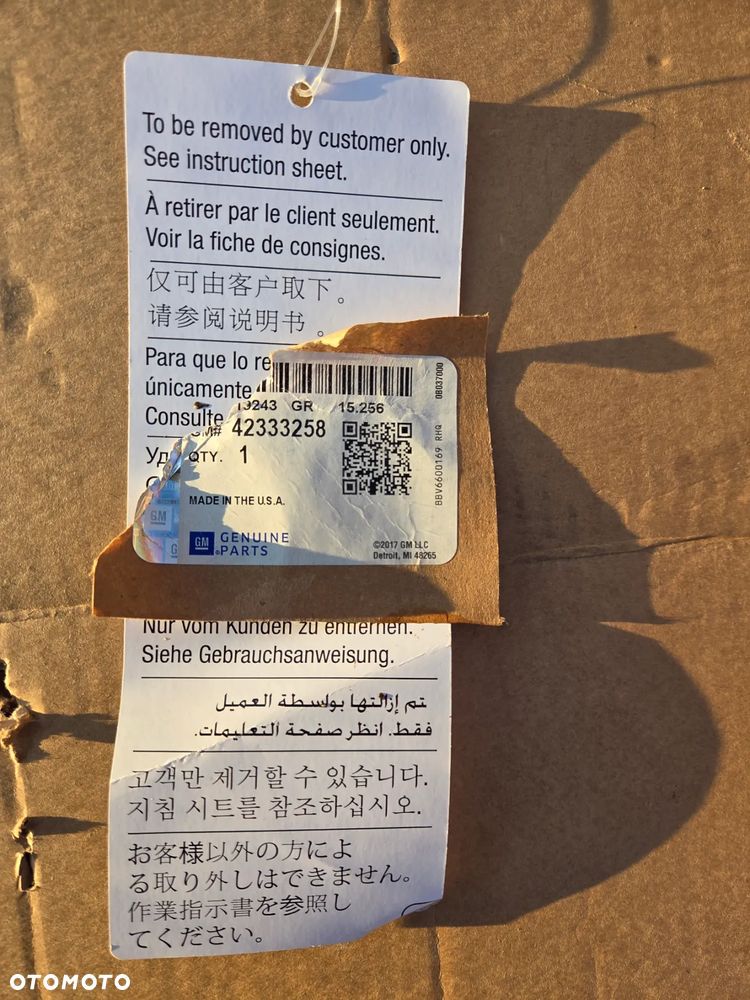 To be removed by customer only.
See instruction sheet.
À retirer par le client seulement.
Voir la fiche de consignes.
仅可由客户取下。
请参阅说明书。
Para que lo
únicamente
Consulte
GR 15.256
GM# 42333258
QTY. 1
MADE IN THE U.S.A.
GM GENUINE
PARTS
©2017 GM LLC
Detroit, MI 48265
0B037000
BBV6600169 RHQ
GM
Nur vom Kunden zu entfernen.
Siehe Gebrauchsanweisung.
تم إزالتها بواسطة العميل
فقط. انظر صفحة التعليمات.
고객만 제거할 수 있습니다.
지침 시트를 참조하십시오.
お客様以外の方によ
る取り外しはできません。
作業指示書を参照し
てください。
OTOMOTO